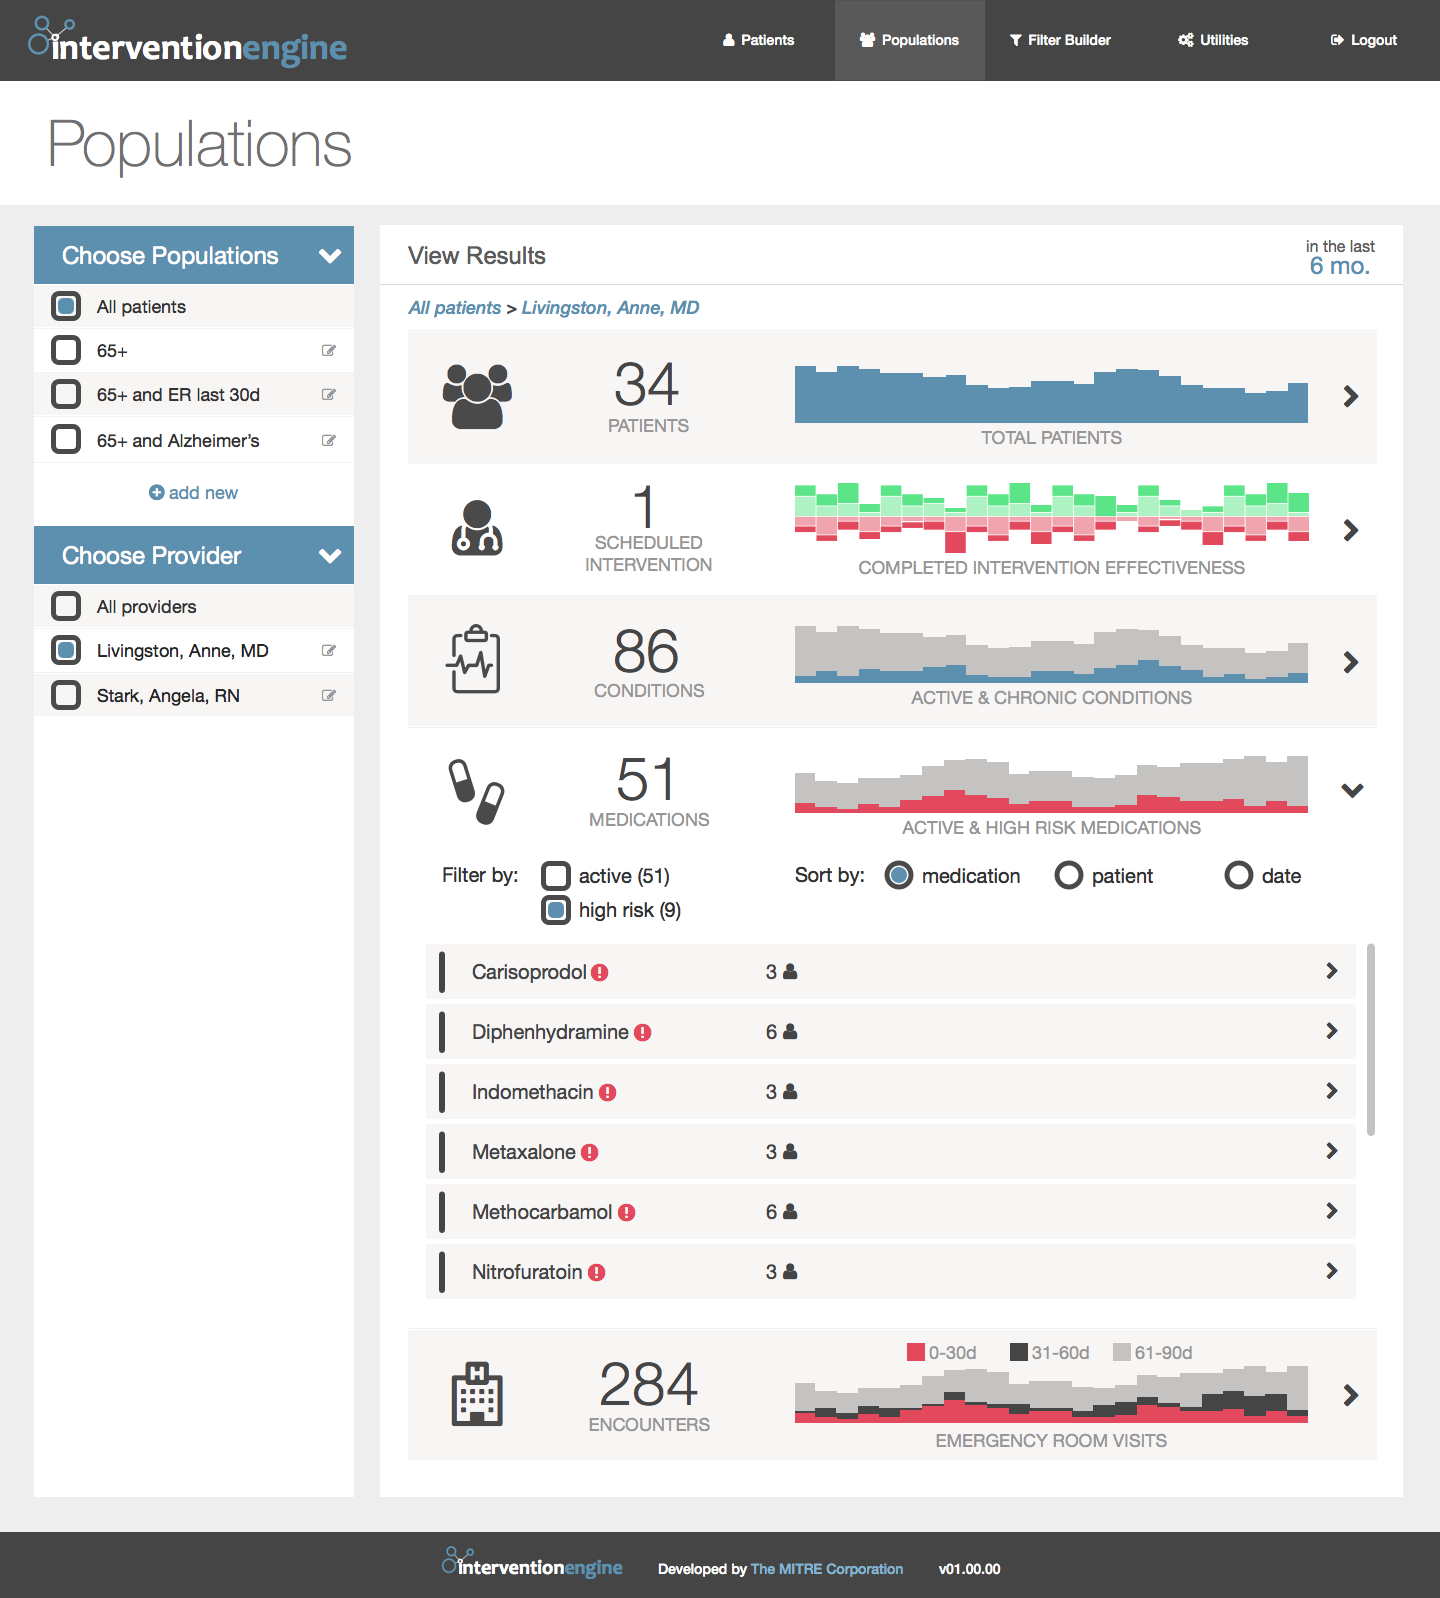 interventionengine
Patients
Populations
Filter Builder
Utilities
Logout
Populations
Choose Populations
All patients
65+
65+ and ER last 30d
65+ and Alzheimer's
add new
Choose Provider
All providers
Livingston, Anne, MD
Stark, Angela, RN
View Results
in the last
6 mo.
All patients > Livingston, Anne, MD
34
PATIENTS
TOTAL PATIENTS
1
SCHEDULED
INTERVENTION
COMPLETED INTERVENTION EFFECTIVENESS
86
CONDITIONS
ACTIVE & CHRONIC CONDITIONS
51
MEDICATIONS
ACTIVE & HIGH RISK MEDICATIONS
Filter by:
active (51)
high risk (9)
Sort by:
medication
patient
date
Carisoprodol
3
Diphenhydramine
6
Indomethacin
3
Metaxalone
3
Methocarbamol
6
Nitrofuratoin
3
H
284
ENCOUNTERS
0-30d
31-60d
61-90d
EMERGENCY ROOM VISITS
interventionengine
Developed by The MITRE Corporation
v01.00.00